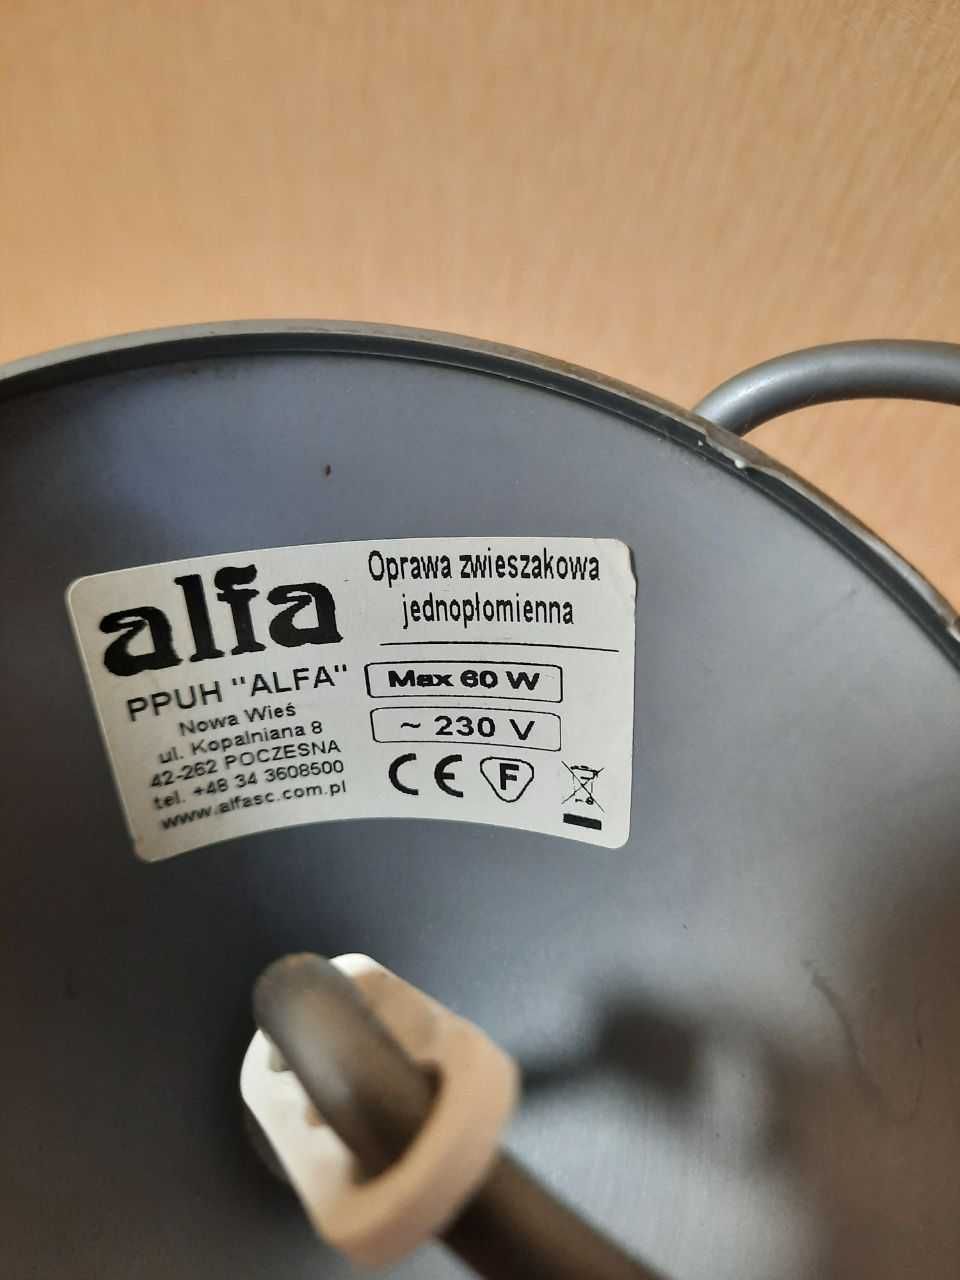 alfa
PPUH "ALFA"
Nowa Wieś
ul. Kopalniana 8
42-262 POCZESNA
tel. +48 34 3608500
www.alfasc.com.pl
Oprawa zwieszakowa
jednopłomienna
Max 60 W
~ 230 V
CE F